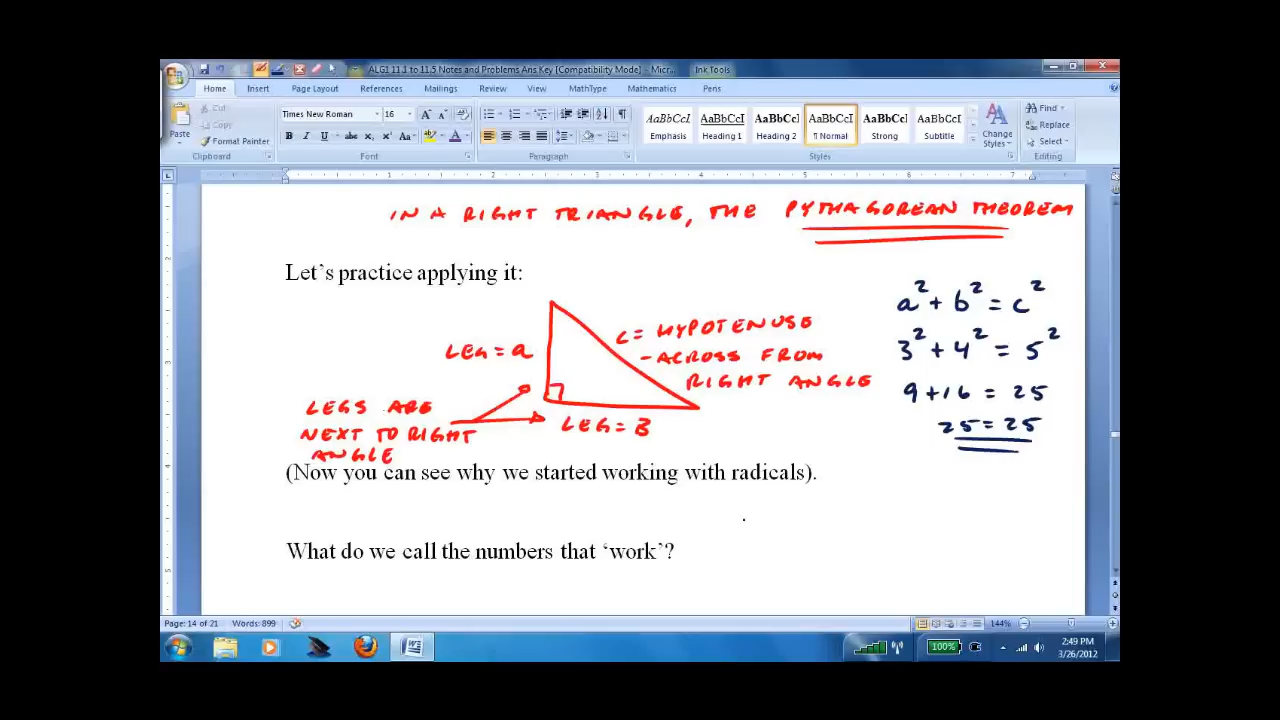 ALG1 11.1 to 11.5 Notes and Problems Ans Key [Compatibility Mode] - Micr...
Ink Tools
Home Insert Page Layout References Mailings Review View MathType Mathematics Pens
Cut
Copy
Format Painter
Paste
Clipboard
Times New Roman 16
Font
Paragraph
AaBbCcI AaBbCcI AaBbCcl AaBbCcI AaBbCcl AaBbCcI
Emphasis Heading 1 Heading 2 ¶ Normal Strong Subtitle
Change Styles
Styles
Find
Replace
Select
Editing
IN A RIGHT TRIANGLE, THE PYTHAGOREAN THEOREM
Let's practice applying it:
LEG = a
C = HYPOTENUSE
- ACROSS FROM
RIGHT ANGLE
LEGS ARE
NEXT TO RIGHT
ANGLE
LEG = B
a² + b² = c²
3² + 4² = 5²
9 + 16 = 25
25 = 25
(Now you can see why we started working with radicals).
What do we call the numbers that ‘work’?
Page: 14 of 21 Words: 899
144%
100%
2:49 PM
3/26/2012